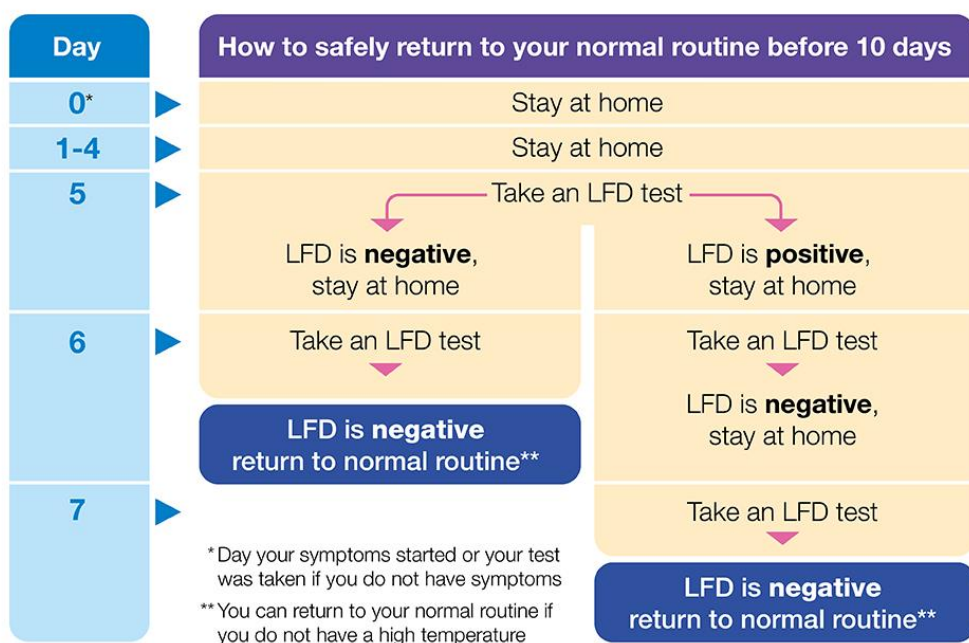 Day
How to safely return to your normal routine before 10 days
0*
Stay at home
1-4
Stay at home
5
Take an LFD test
LFD is negative,
stay at home
LFD is positive,
stay at home
6
Take an LFD test
LFD is negative
return to normal routine**
Take an LFD test
LFD is negative,
stay at home
7
Take an LFD test
LFD is negative
return to normal routine**
* Day your symptoms started or your test
was taken if you do not have symptoms
** You can return to your normal routine if
you do not have a high temperature